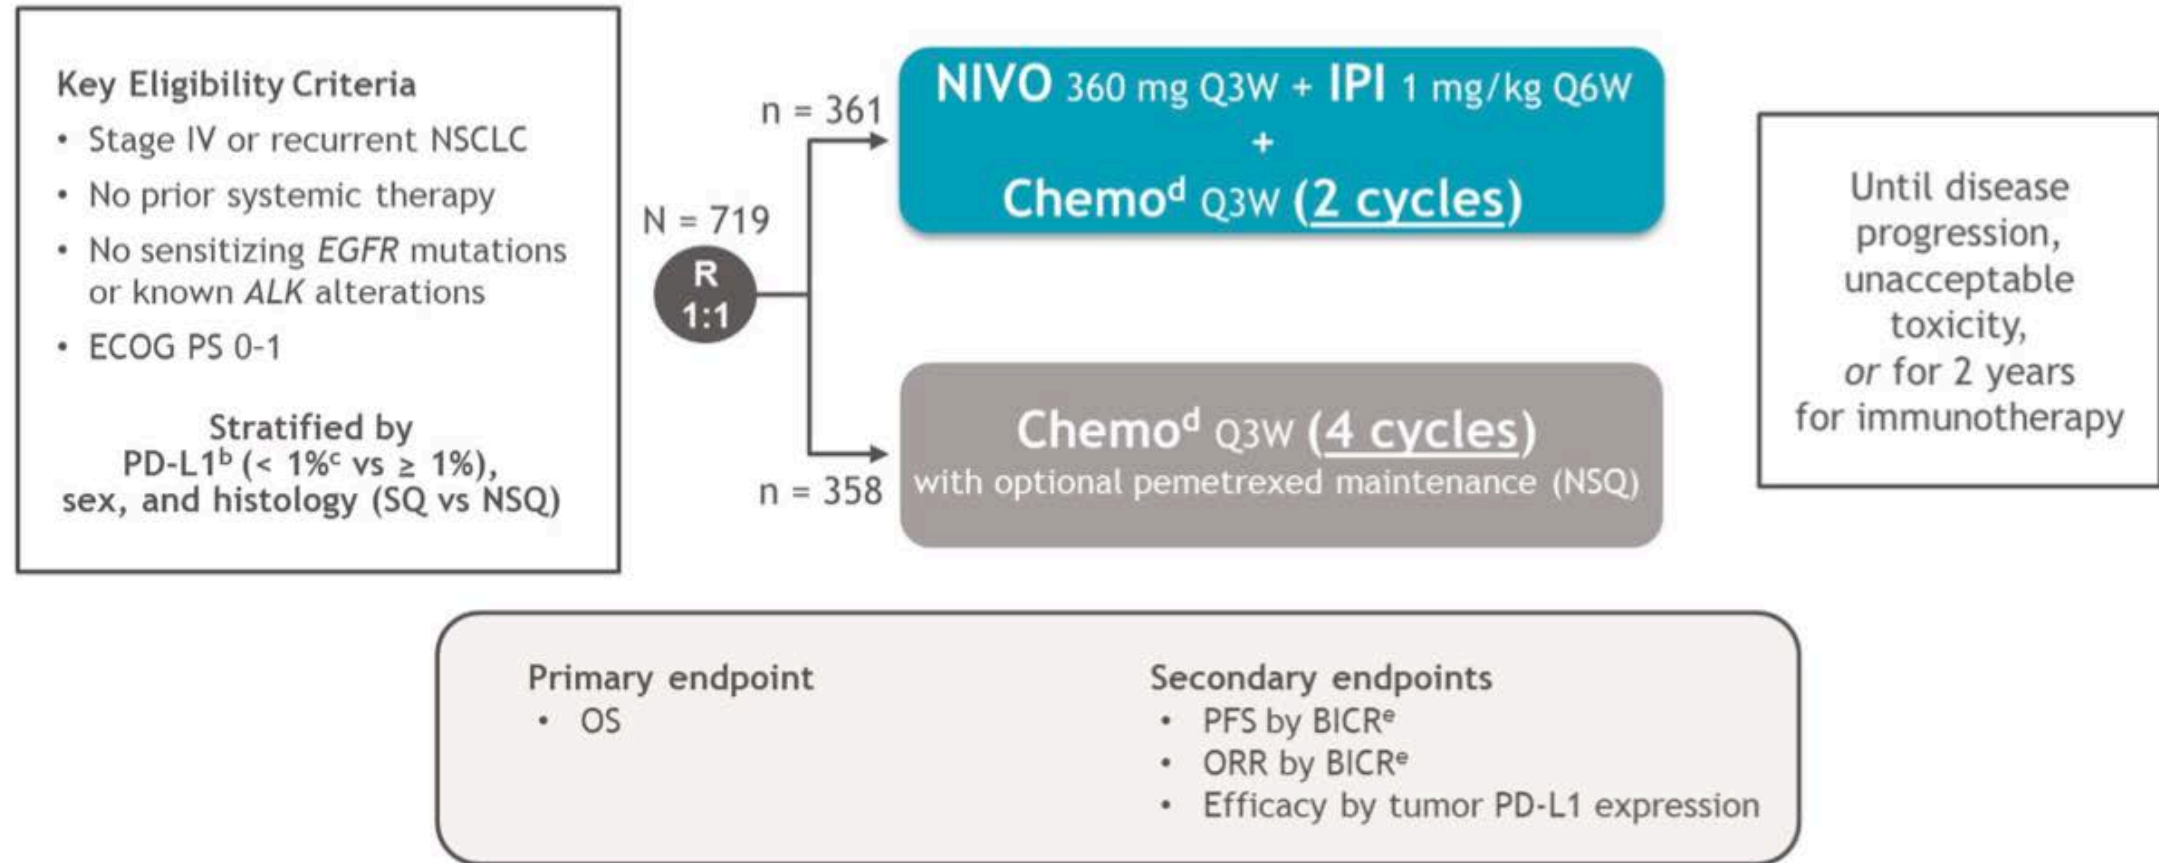 Key Eligibility Criteria
• Stage IV or recurrent NSCLC
• No prior systemic therapy
• No sensitizing EGFR mutations
or known ALK alterations
• ECOG PS 0-1
Stratified by
PD-L1ᵇ (< 1%ᶜ vs ≥ 1%),
sex, and histology (SQ vs NSQ)
N = 719
R
1:1
n = 361
NIVO 360 mg Q3W + IPI 1 mg/kg Q6W
+
Chemoᵈ Q3W (2 cycles)
n = 358
Chemoᵈ Q3W (4 cycles)
with optional pemetrexed maintenance (NSQ)
Until disease
progression,
unacceptable
toxicity,
or for 2 years
for immunotherapy
Primary endpoint
• OS
Secondary endpoints
• PFS by BICRᵉ
• ORR by BICRᵉ
• Efficacy by tumor PD-L1 expression